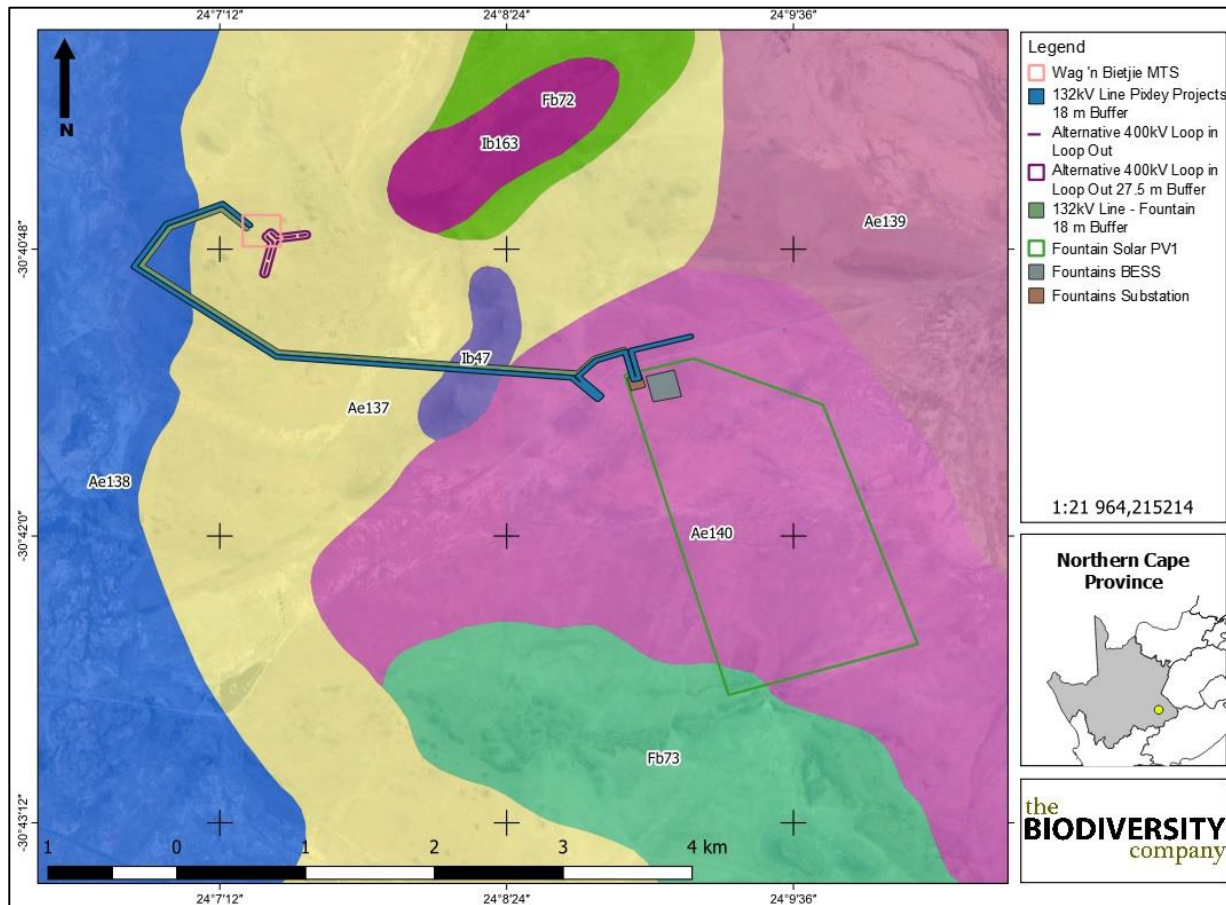 24°7'12"
24°8'24"
24°9'36"
N
Fb72
Ib163
Ae139
-30°40'48"
Ib47
Ae137
Ae138
-30°42'0"
Ae140
Fb73
-30°43'12"
1 0 1 2 3 4 km
24°7'12"
24°8'24"
24°9'36"
Legend
Wag 'n Bietjie MTS
132kV Line Pixley Projects
18 m Buffer
Alternative 400kV Loop in
Loop Out
Alternative 400kV Loop in
Loop Out 27.5 m Buffer
132kV Line - Fountain
18 m Buffer
Fountain Solar PV1
Fountains BESS
Fountains Substation
1:21 964,215214
Northern Cape
Province
the
BIODIVERSITY
company